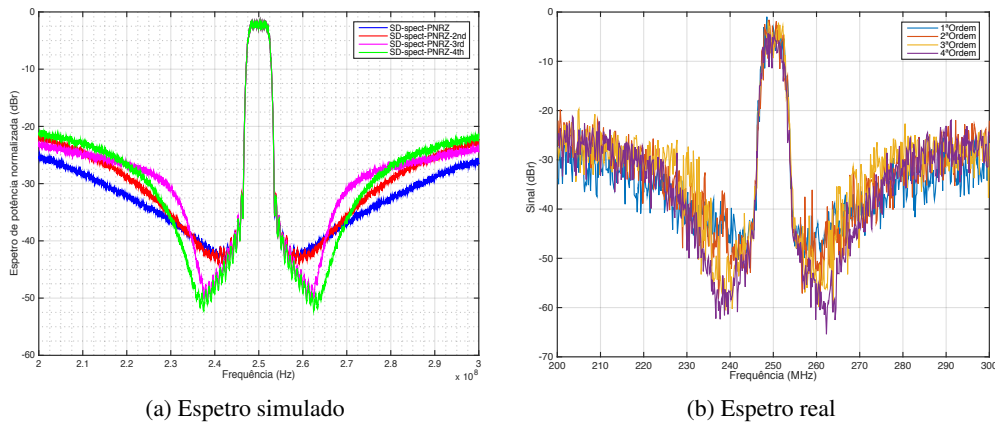 SD-spect-PNRZ
SD-spect-PNRZ-2nd
SD-spect-PNRZ-3rd
SD-spect-PNRZ-4th
Espetro de potência normalizada (dBr)
0
-10
-20
-30
-40
-50
-60
2 2.1 2.2 2.3 2.4 2.5 2.6 2.7 2.8 2.9 3
Frequência (Hz)
x 10^8
(a) Espetro simulado
1ªOrdem
2ªOrdem
3ªOrdem
4ªOrdem
Sinal (dBr)
0
-10
-20
-30
-40
-50
-60
-70
200 210 220 230 240 250 260 270 280 290 300
Frequência (MHz)
(b) Espetro real